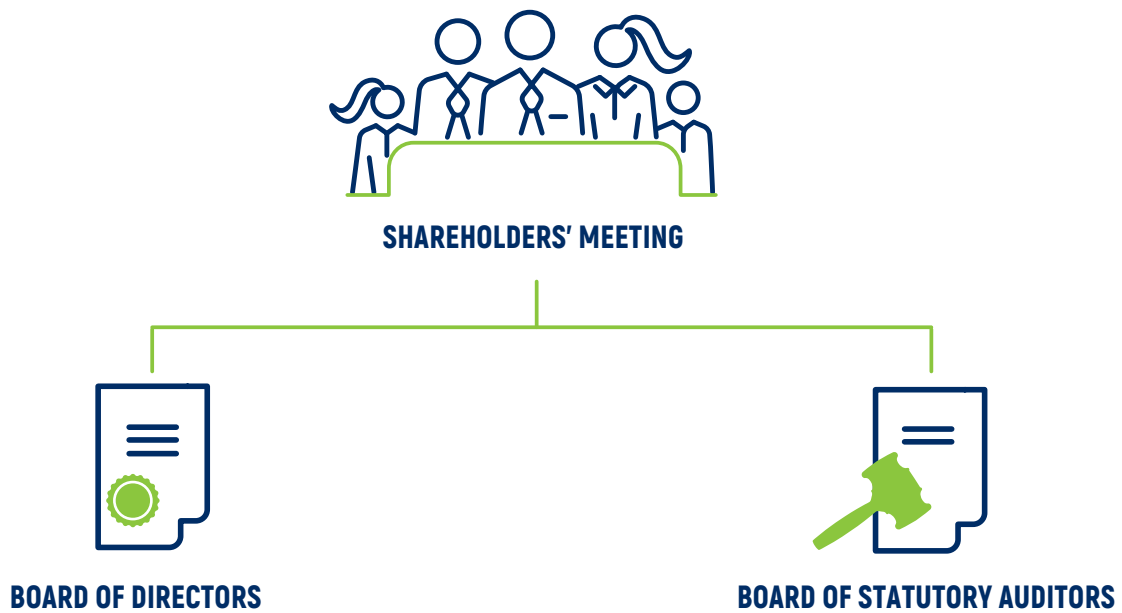 SHAREHOLDERS’ MEETING
BOARD OF DIRECTORS
BOARD OF STATUTORY AUDITORS